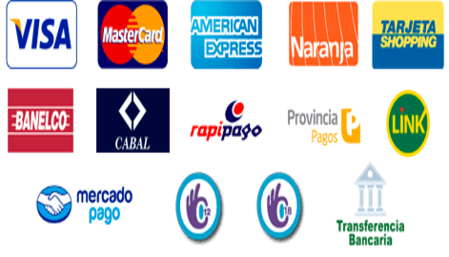 VISA
MasterCard
AMERICAN
EXPRESS
Naranja
TARJETA
SHOPPING
BANELCO
CABAL
rapipago
Provincia
Pagos
LINK
mercado
pago
12
18
Transferencia
Bancaria